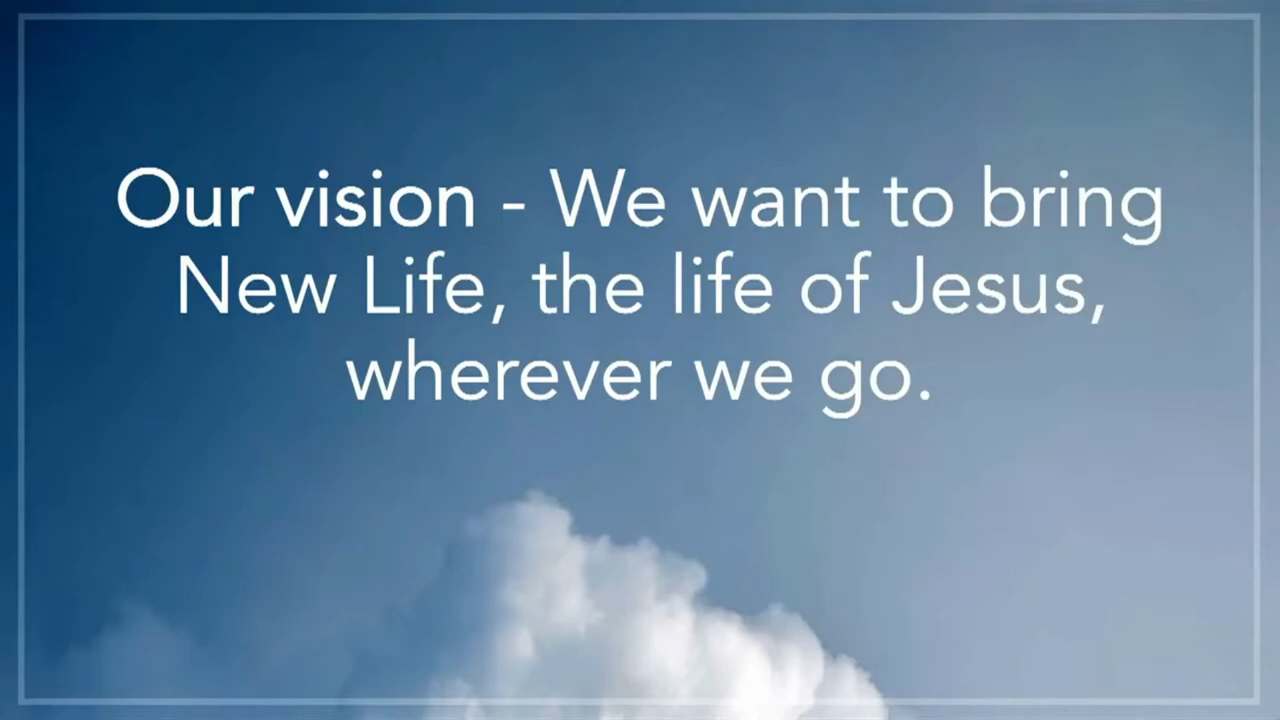 Our vision - We want to bring
New Life, the life of Jesus,
wherever we go.